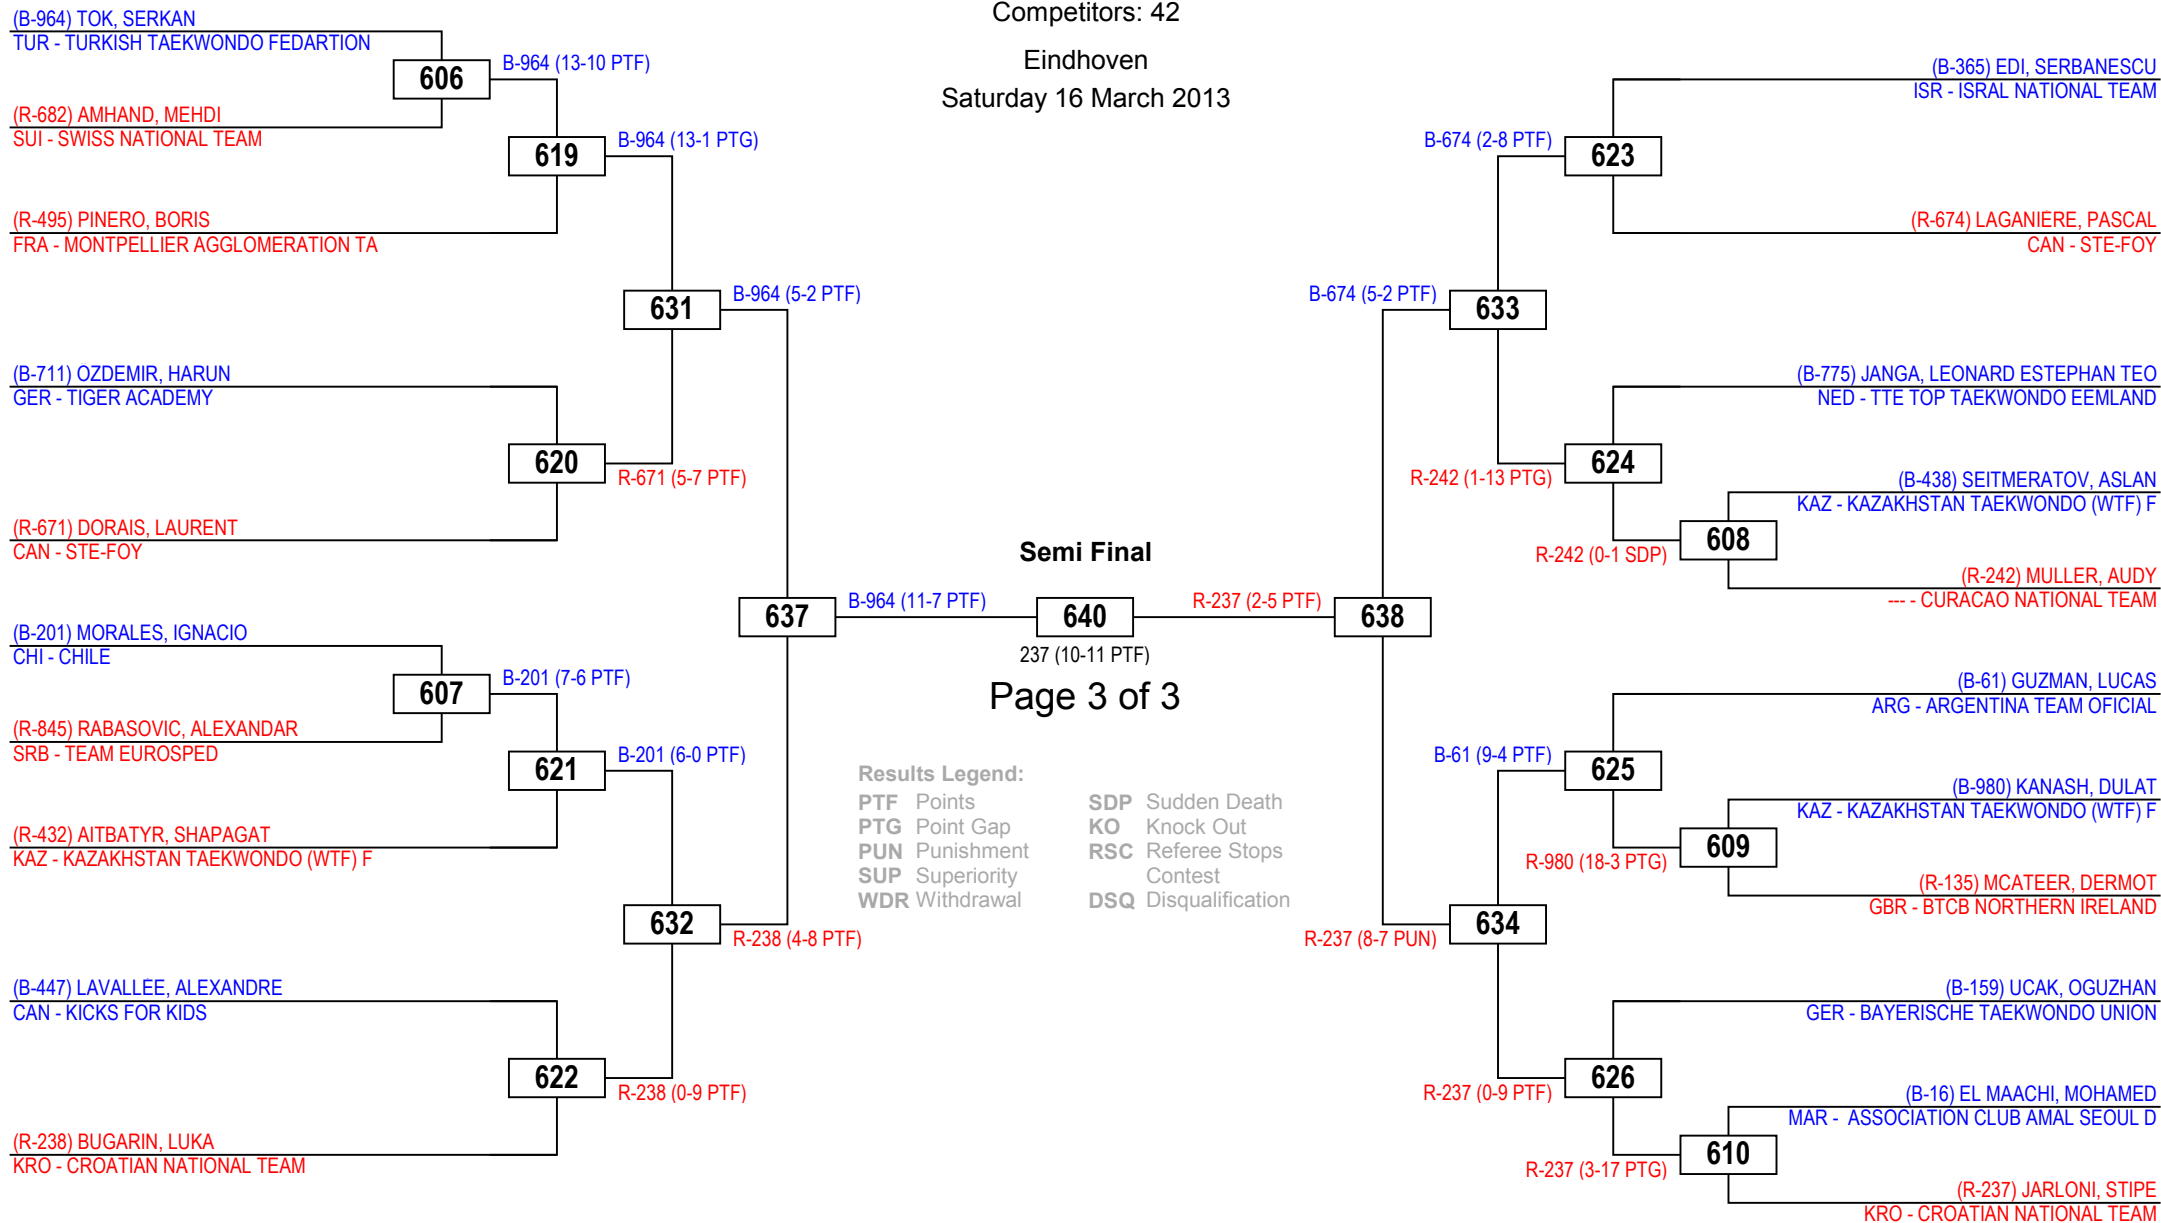 Competitors: 42
Eindhoven
Saturday 16 March 2013
(B-964) TOK, SERKAN
TUR - TURKISH TAEKWONDO FEDARTION
606
B-964 (13-10 PTF)
(R-682) AMHAND, MEHDI
SUI - SWISS NATIONAL TEAM
619
B-964 (13-1 PTG)
(R-495) PINERO, BORIS
FRA - MONTPELLIER AGGLOMERATION TA
631
B-964 (5-2 PTF)
(B-711) OZDEMIR, HARUN
GER - TIGER ACADEMY
620
R-671 (5-7 PTF)
(R-671) DORAIS, LAURENT
CAN - STE-FOY
637
B-964 (11-7 PTF)
(B-201) MORALES, IGNACIO
CHI - CHILE
607
B-201 (7-6 PTF)
(R-845) RABASOVIC, ALEXANDAR
SRB - TEAM EUROSPED
621
B-201 (6-0 PTF)
(R-432) AITBATYR, SHAPAGAT
KAZ - KAZAKHSTAN TAEKWONDO (WTF) F
632
R-238 (4-8 PTF)
(B-447) LAVALLÉE, ALEXANDRE
CAN - KICKS FOR KIDS
622
R-238 (0-9 PTF)
(R-238) BUGARIN, LUKA
KRO - CROATIAN NATIONAL TEAM
Semi Final
640
237 (10-11 PTF)
Page 3 of 3
Results Legend:
PTF Points
PTG Point Gap
PUN Punishment
SUP Superiority
WDR Withdrawal
SDP Sudden Death
KO Knock Out
RSC Referee Stops
Contest
DSQ Disqualification
(B-365) EDI, SERBANESCU
ISR - ISRAL NATIONAL TEAM
B-674 (2-8 PTF)
623
(R-674) LAGANIÈRE, PASCAL
CAN - STE-FOY
B-674 (5-2 PTF)
633
(B-775) JANGA, LEONARD ESTEPHAN TEO
NED - TTE TOP TAEKWONDO EEMLAND
R-242 (1-13 PTG)
624
(B-438) SEITMERATOV, ASLAN
KAZ - KAZAKHSTAN TAEKWONDO (WTF) F
R-242 (0-1 SDP)
608
(R-242) MULLER, AUDY
--- - CURACAO NATIONAL TEAM
R-237 (2-5 PTF)
638
(B-61) GUZMAN, LUCAS
ARG - ARGENTINA TEAM OFICIAL
B-61 (9-4 PTF)
625
(B-980) KANASH, DULAT
KAZ - KAZAKHSTAN TAEKWONDO (WTF) F
R-980 (18-3 PTG)
609
(R-135) MCATEER, DERMOT
GBR - BTCB NORTHERN IRELAND
R-237 (8-7 PUN)
634
(B-159) UCAK, OGUZHAN
GER - BAYERISCHE TAEKWONDO UNION
R-237 (0-9 PTF)
626
(B-16) EL MAACHI, MOHAMED
MAR - ASSOCIATION CLUB AMAL SEOUL D
R-237 (3-17 PTG)
610
(R-237) JARLONI, STIPE
KRO - CROATIAN NATIONAL TEAM